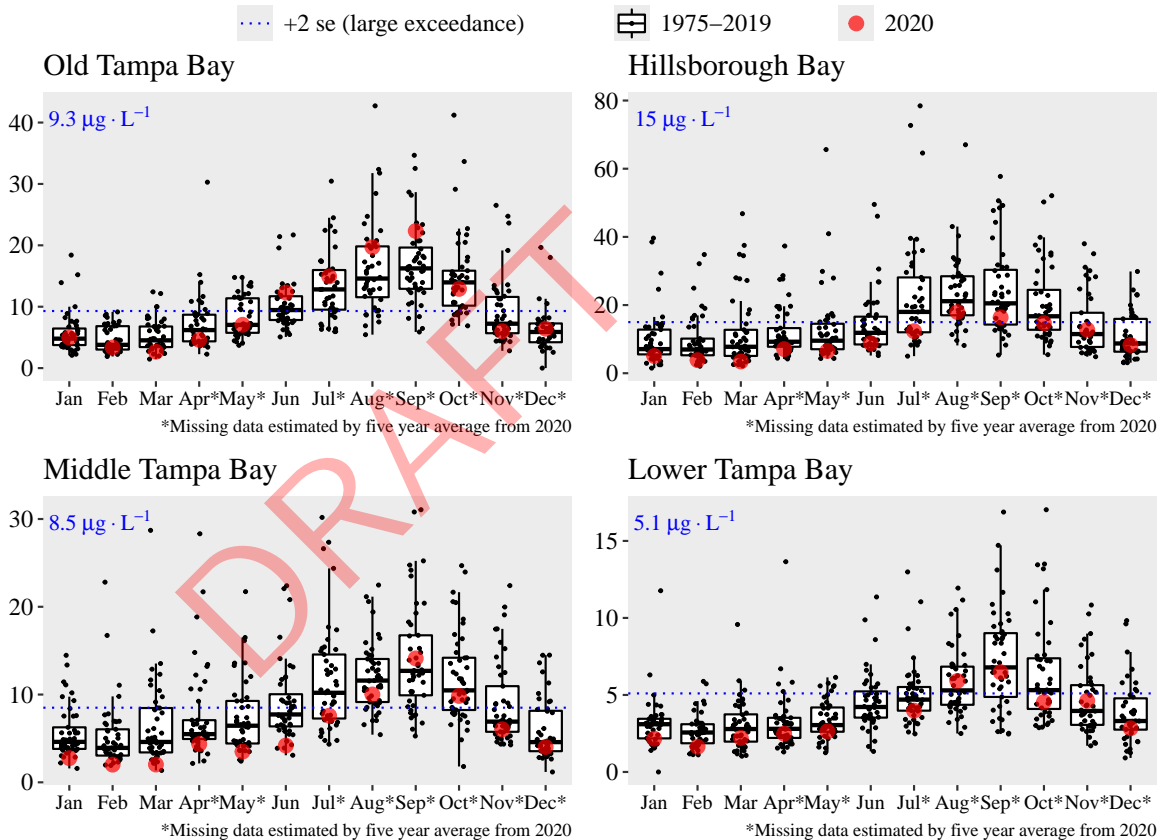 +2 se (large exceedance) 1975−2019 2020
Old Tampa Bay
9.3 μg ⋅ L−1
40
30
20
10
0
Jan Feb Mar Apr* May* Jun Jul* Aug* Sep* Oct* Nov* Dec*
*Missing data estimated by five year average from 2020
Hillsborough Bay
15 μg ⋅ L−1
80
60
40
20
0
Jan Feb Mar Apr* May* Jun Jul* Aug* Sep* Oct* Nov* Dec*
*Missing data estimated by five year average from 2020
Middle Tampa Bay
8.5 μg ⋅ L−1
30
20
10
0
Jan Feb Mar Apr* May* Jun Jul* Aug* Sep* Oct* Nov* Dec*
*Missing data estimated by five year average from 2020
Lower Tampa Bay
5.1 μg ⋅ L−1
15
10
5
0
Jan Feb Mar Apr* May* Jun Jul* Aug* Sep* Oct* Nov* Dec*
*Missing data estimated by five year average from 2020
DRAFT